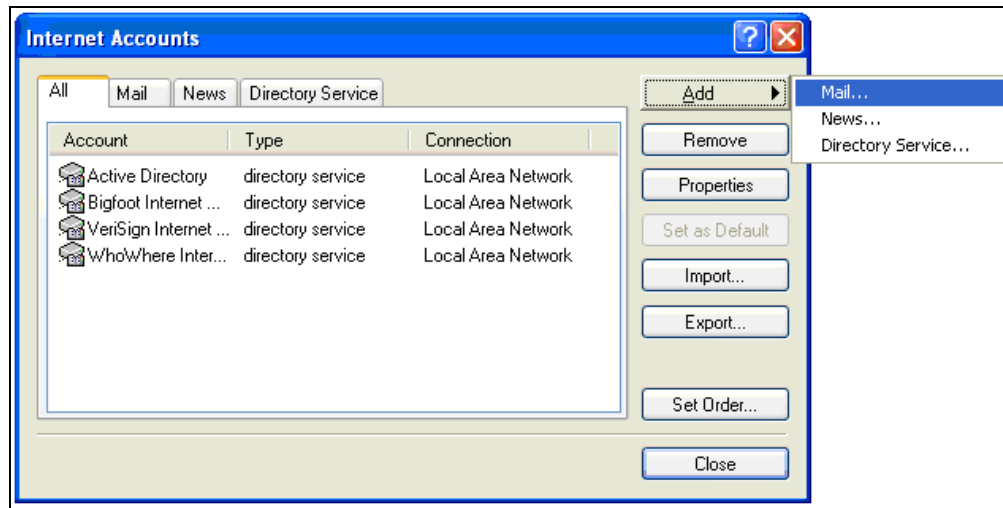 Internet Accounts
All Mail News Directory Service
Account Type Connection
Active Directory directory service Local Area Network
Bigfoot Internet ... directory service Local Area Network
VeriSign Internet ... directory service Local Area Network
WhoWhere Inter... directory service Local Area Network
Add
Remove
Properties
Set as Default
Import...
Export...
Set Order...
Close
Mail...
News...
Directory Service...